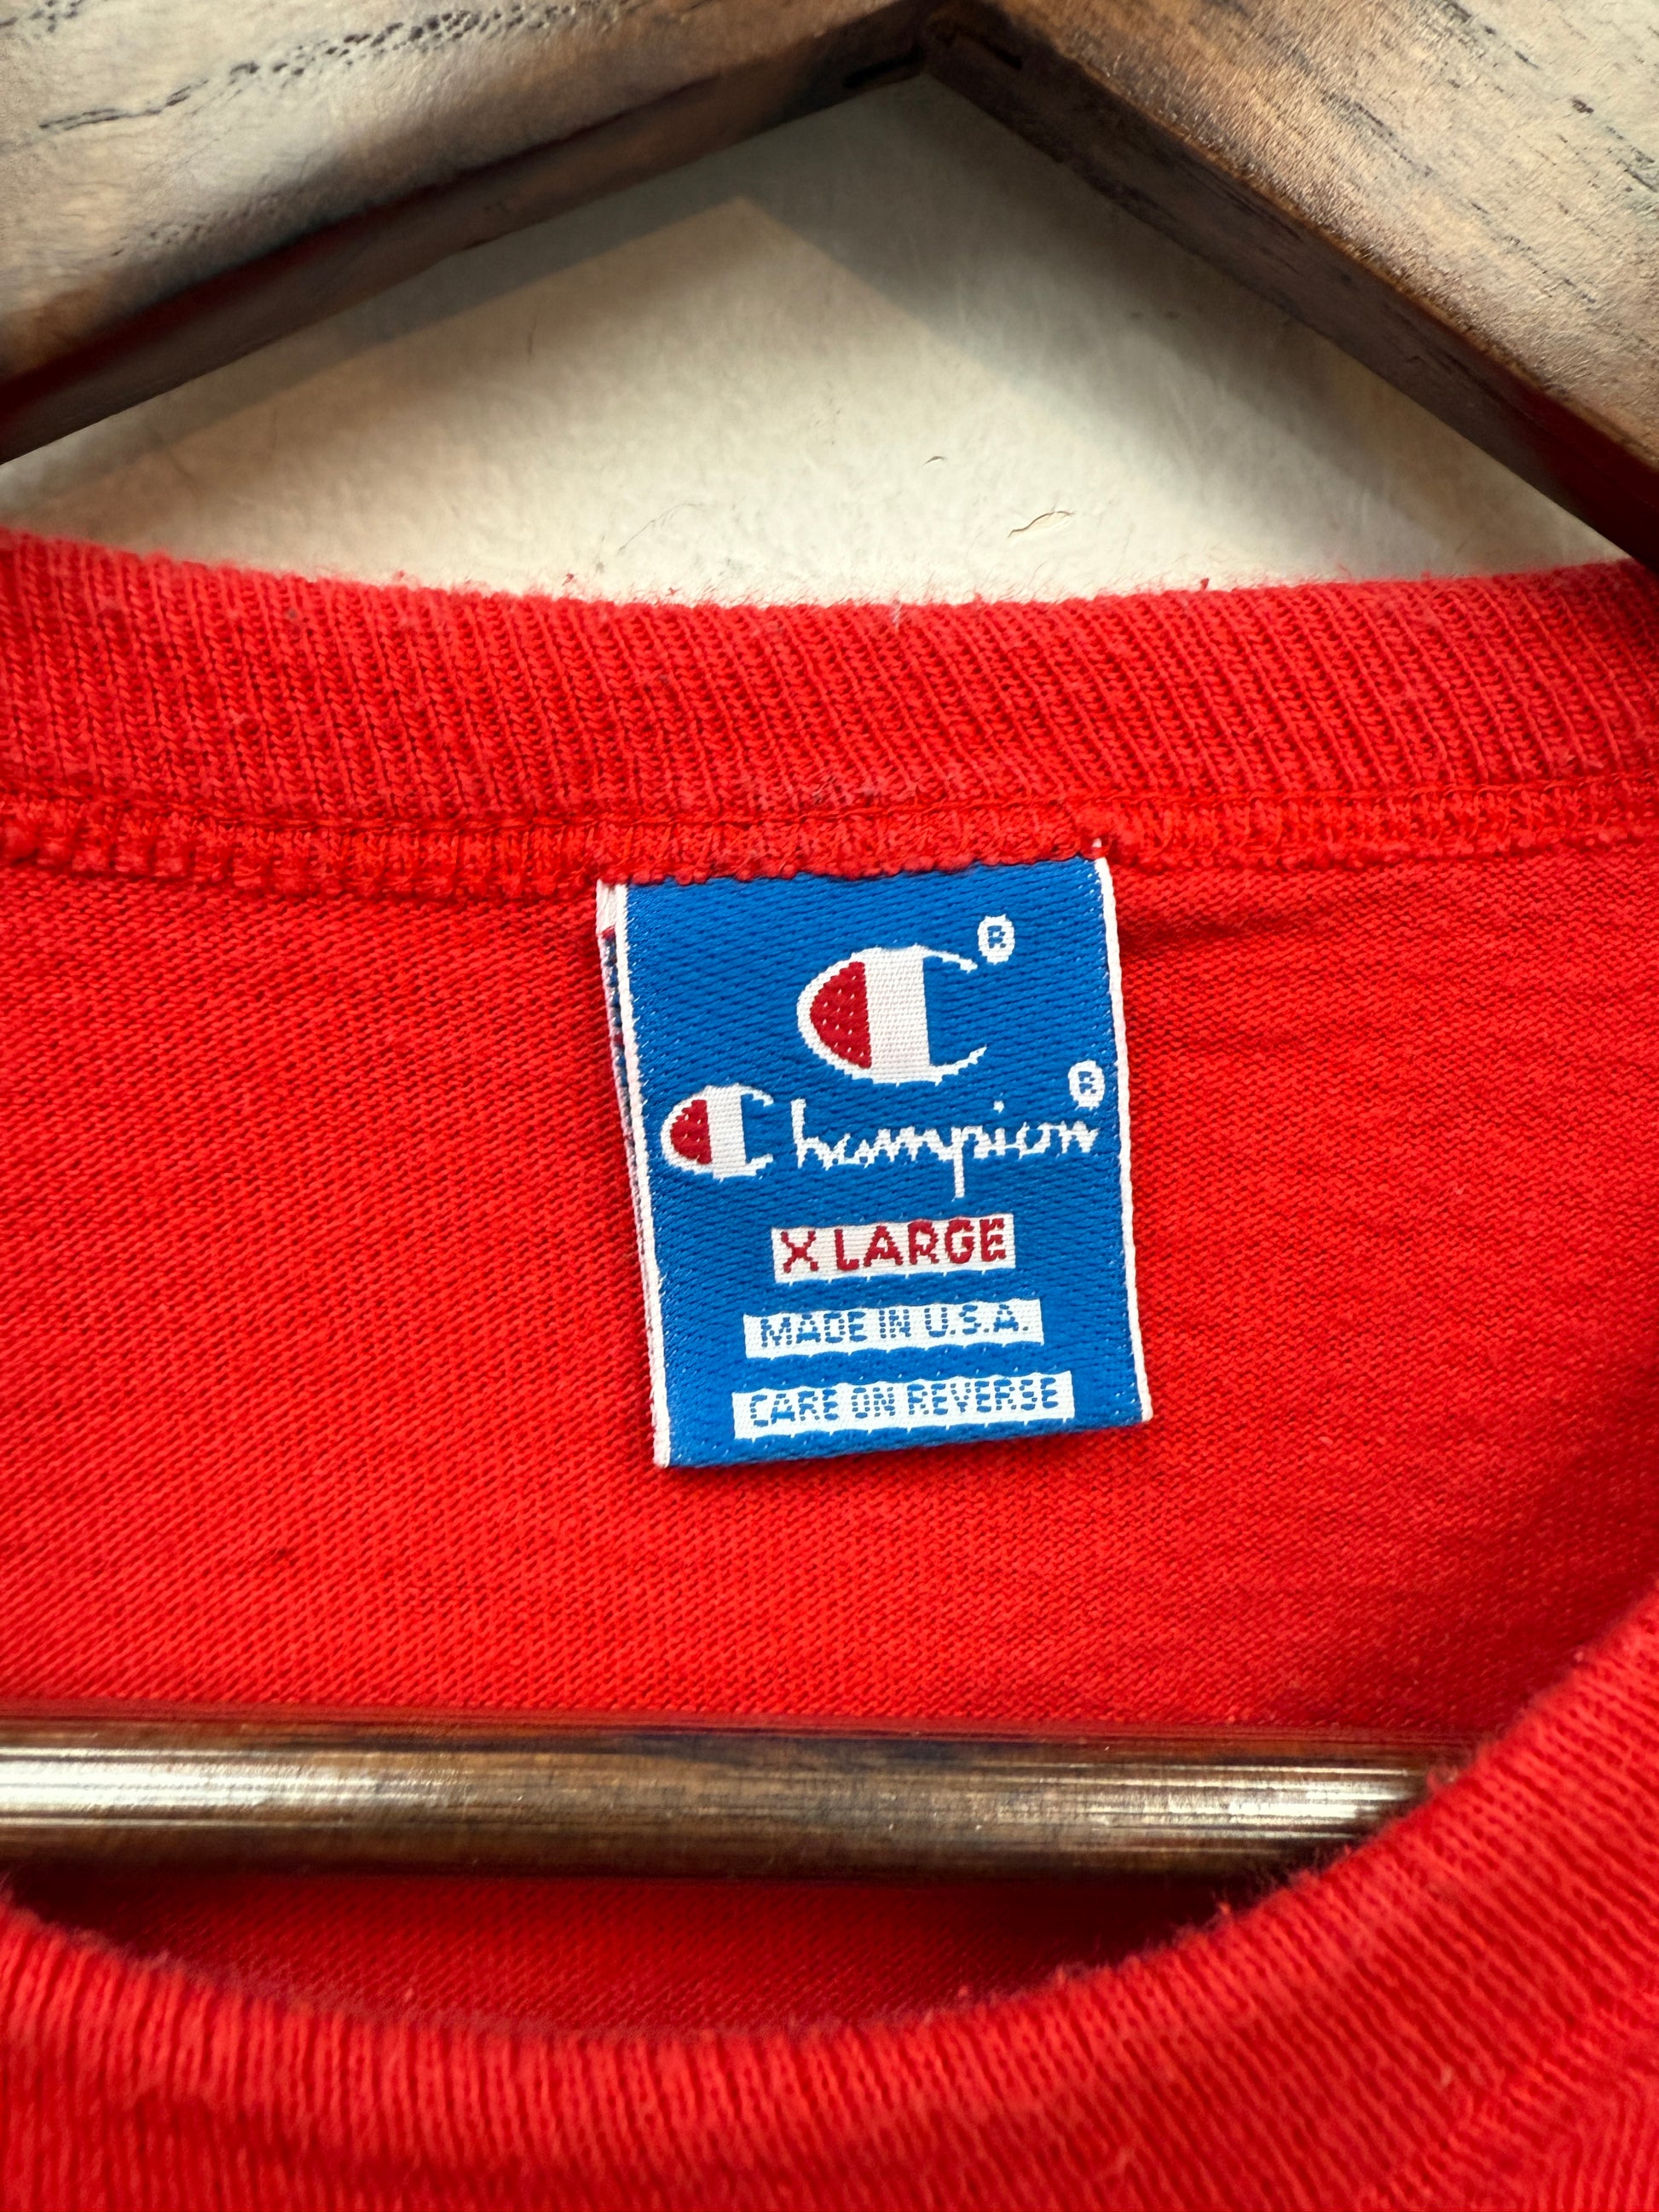 C®
Champion®
X LARGE
MADE IN U.S.A.
CARE ON REVERSE